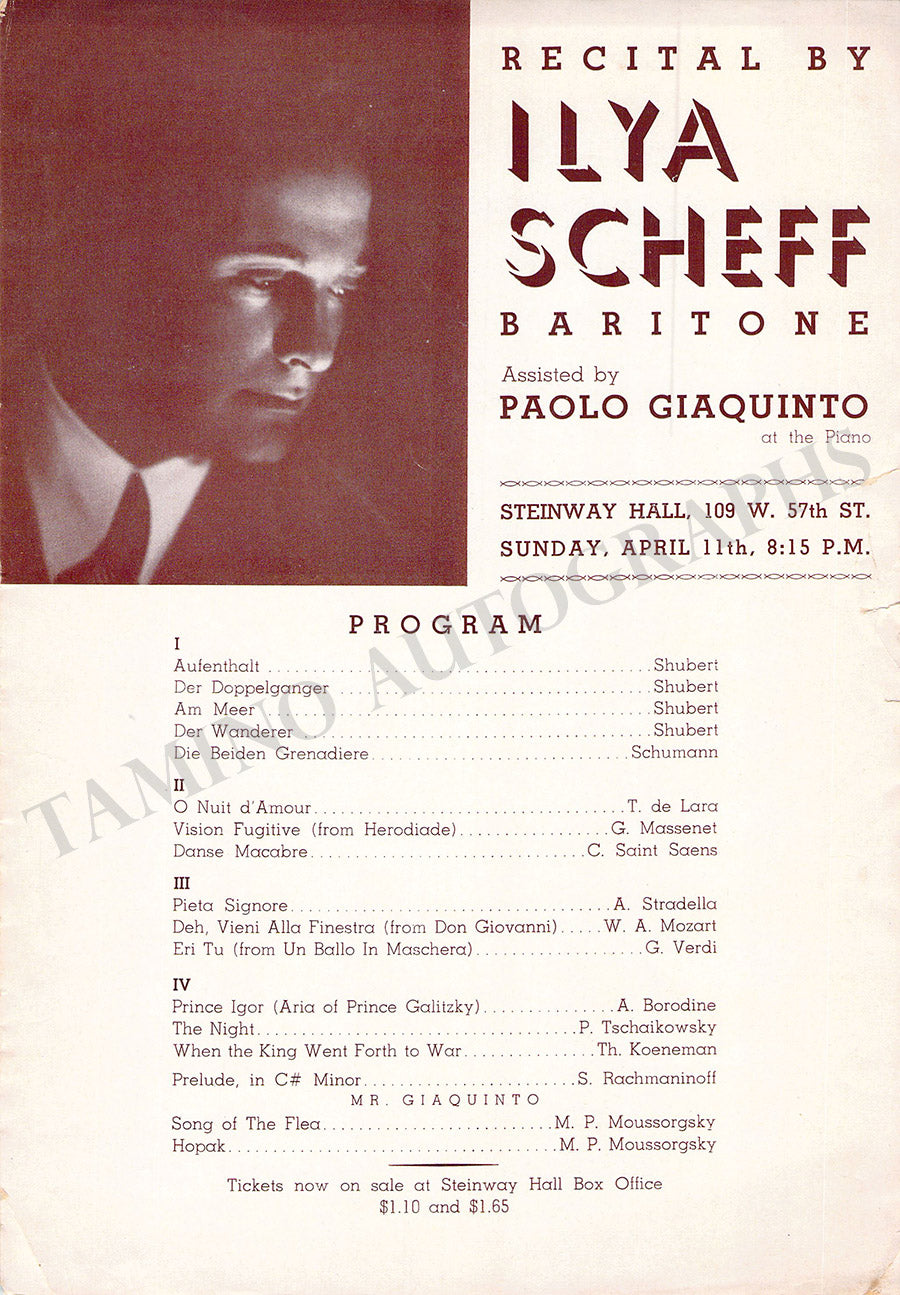 RECITAL BY
ILYA
SCHEFF
BARITONE
Assisted by
PAOLO GIAQUINTO
at the Piano
STEINWAY HALL, 109 W. 57th ST.
SUNDAY, APRIL 11th, 8:15 P.M.
PROGRAM
I
Aufenthalt ........ Shubert
Der Doppelganger ........ Shubert
Am Meer ........ Shubert
Der Wanderer ........ Shubert
Die Beiden Grenadiere ........ Schumann
II
O Nuit d'Amour ........ T. de Lara
Vision Fugitive (from Herodiade) ........ G. Massenet
Danse Macabre ........ C. Saint Saens
III
Pieta Signore ........ A. Stradella
Deh, Vieni Alla Finestra (from Don Giovanni) ..... W. A. Mozart
Eri Tu (from Un Ballo In Maschera) ........ G. Verdi
IV
Prince Igor (Aria of Prince Galitzky) ........ A. Borodine
The Night ........ P. Tschaikowsky
When the King Went Forth to War ........ Th. Koeneman
Prelude, in C# Minor ........ S. Rachmaninoff
MR. GIAQUINTO
Song of The Flea ........ M. P. Moussorgsky
Hopak ........ M. P. Moussorgsky
Tickets now on sale at Steinway Hall Box Office
$1.10 and $1.65
TAMINO AUTOGRAPHS